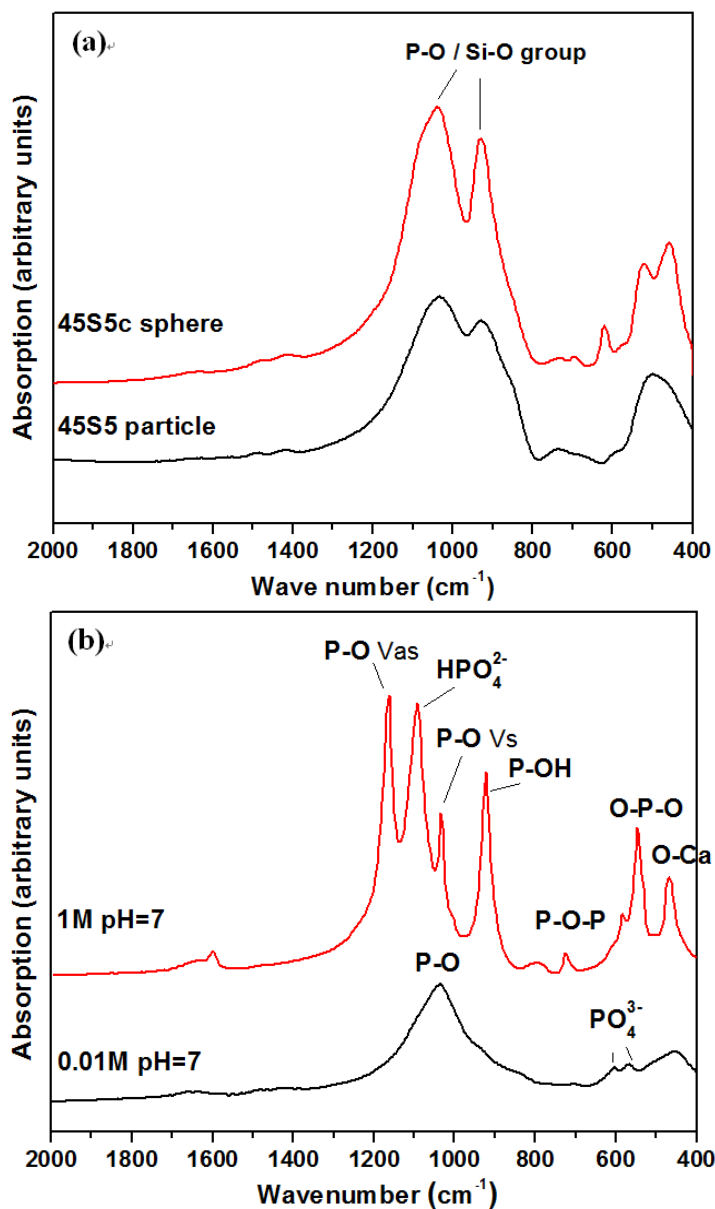 (a)
P-O / Si-O group
45S5c sphere
45S5 particle
Absorption (arbitrary units)
2000 1800 1600 1400 1200 1000 800 600 400
Wave number (cm⁻¹)
(b)
P-O Vas
HPO₄²⁻
P-O Vs
P-OH
O-P-O
O-Ca
P-O-P
1M pH=7
P-O
PO₄³⁻
0.01M pH=7
Absorption (arbitrary units)
2000 1800 1600 1400 1200 1000 800 600 400
Wavenumber (cm⁻¹)